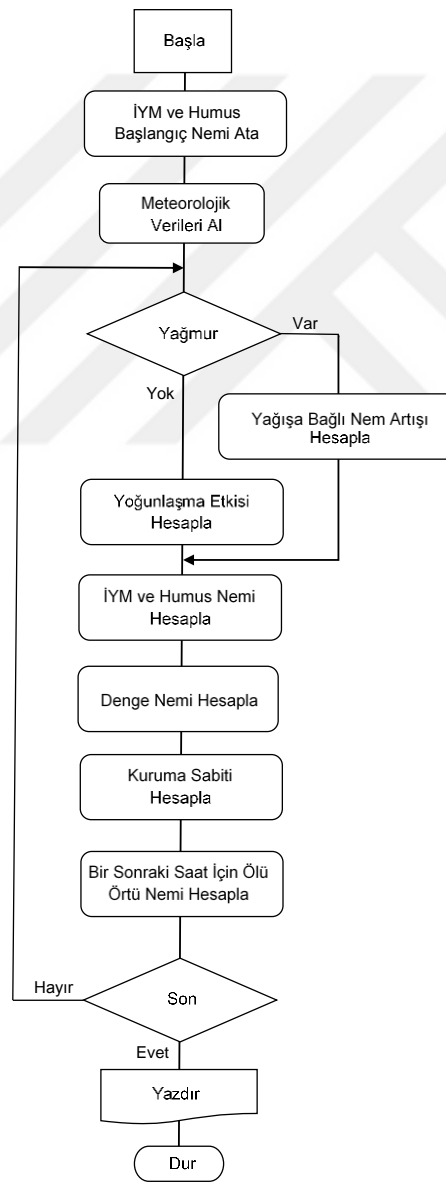 Başla
İYM ve Humus
Başlangıç Nemi Ata
Meteorolojik
Verileri Al
Yağmur
Var
Yok
Yağışa Bağlı Nem Artışı
Hesapla
Yoğunlaşma Etkisi
Hesapla
İYM ve Humus Nemi
Hesapla
Denge Nemi Hesapla
Kuruma Sabiti
Hesapla
Bir Sonraki Saat İçin Ölü
Örtü Nemi Hesapla
Hayır
Son
Evet
Yazdır
Dur